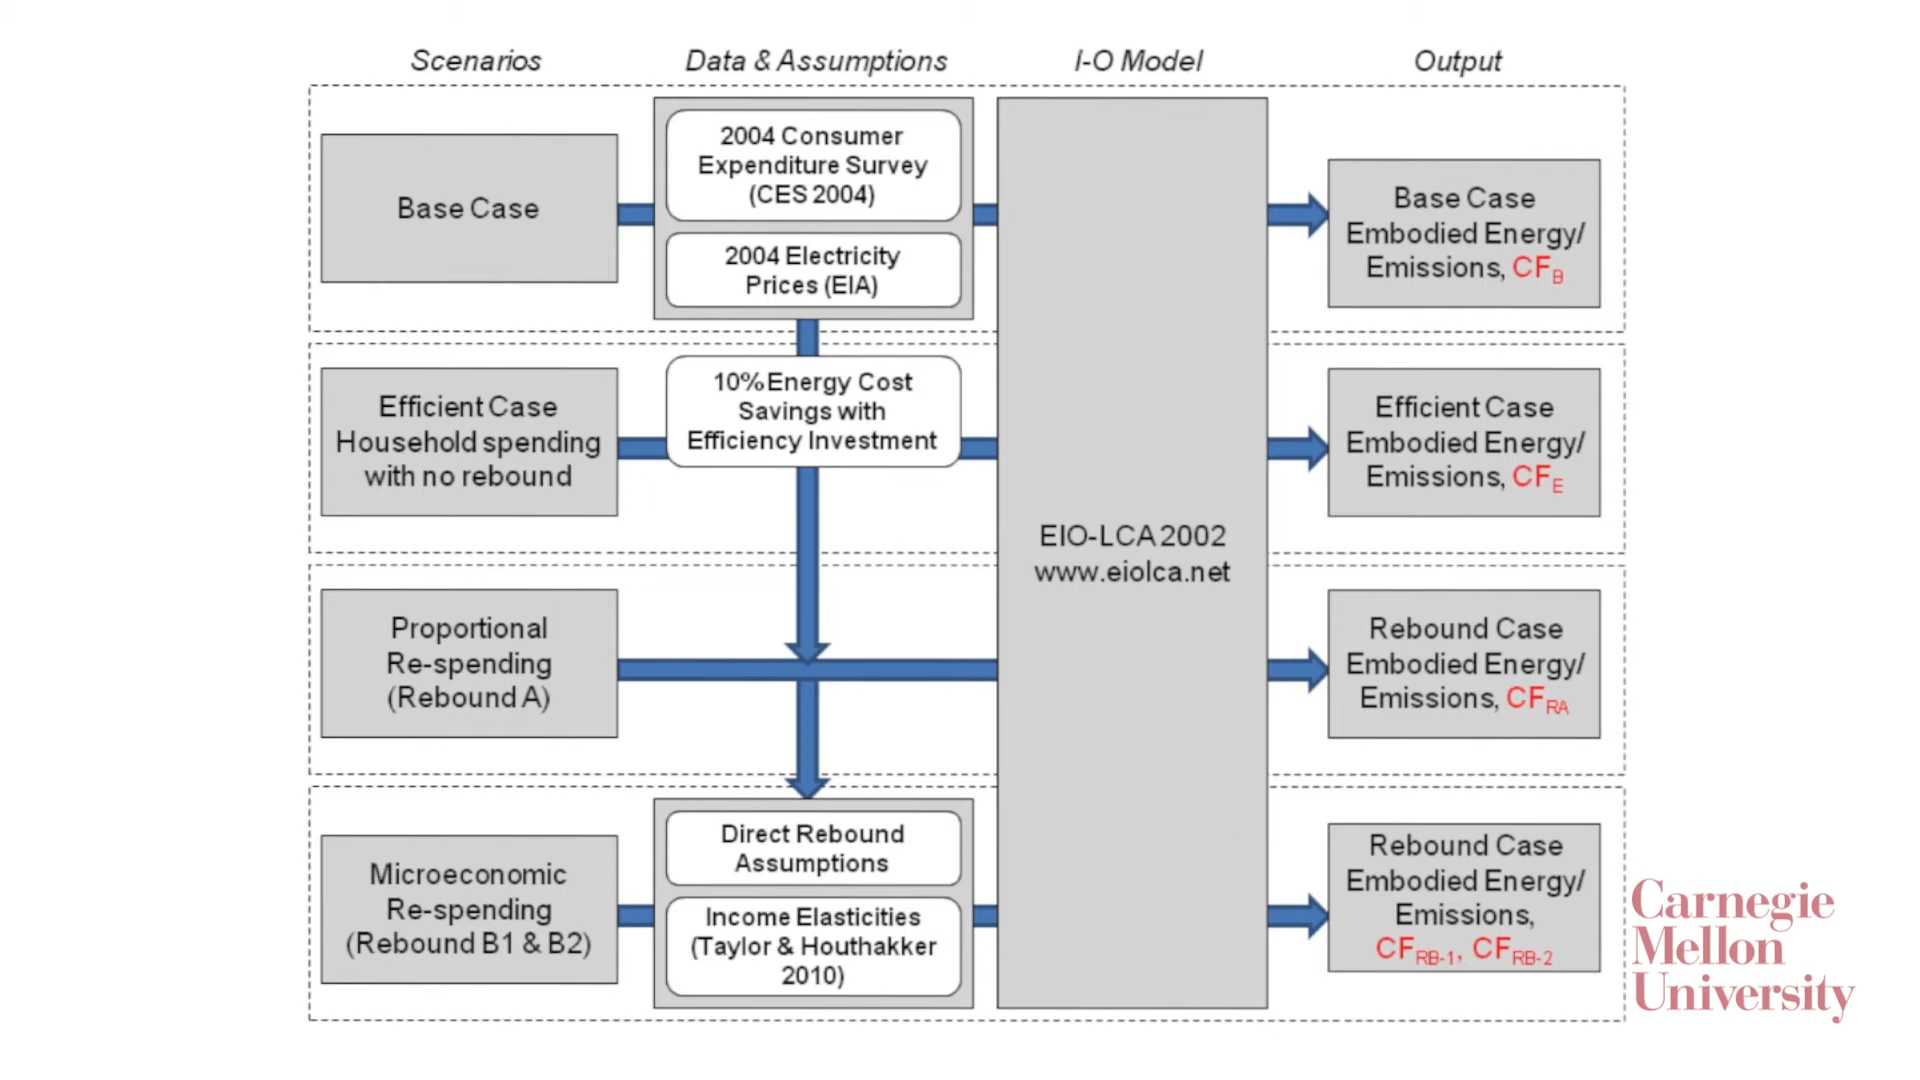 Scenarios
Data & Assumptions
I-O Model
Output
Base Case
2004 Consumer
Expenditure Survey
(CES 2004)
2004 Electricity
Prices (EIA)
Base Case
Embodied Energy/
Emissions, CFB
Efficient Case
Household spending
with no rebound
10% Energy Cost
Savings with
Efficiency Investment
EIO-LCA 2002
www.eiolca.net
Efficient Case
Embodied Energy/
Emissions, CFE
Proportional
Re-spending
(Rebound A)
Rebound Case
Embodied Energy/
Emissions, CFRA
Microeconomic
Re-spending
(Rebound B1 & B2)
Direct Rebound
Assumptions
Income Elasticities
(Taylor & Houthakker
2010)
Rebound Case
Embodied Energy/
Emissions,
CFRB-1, CFRB-2
Carnegie
Mellon
University